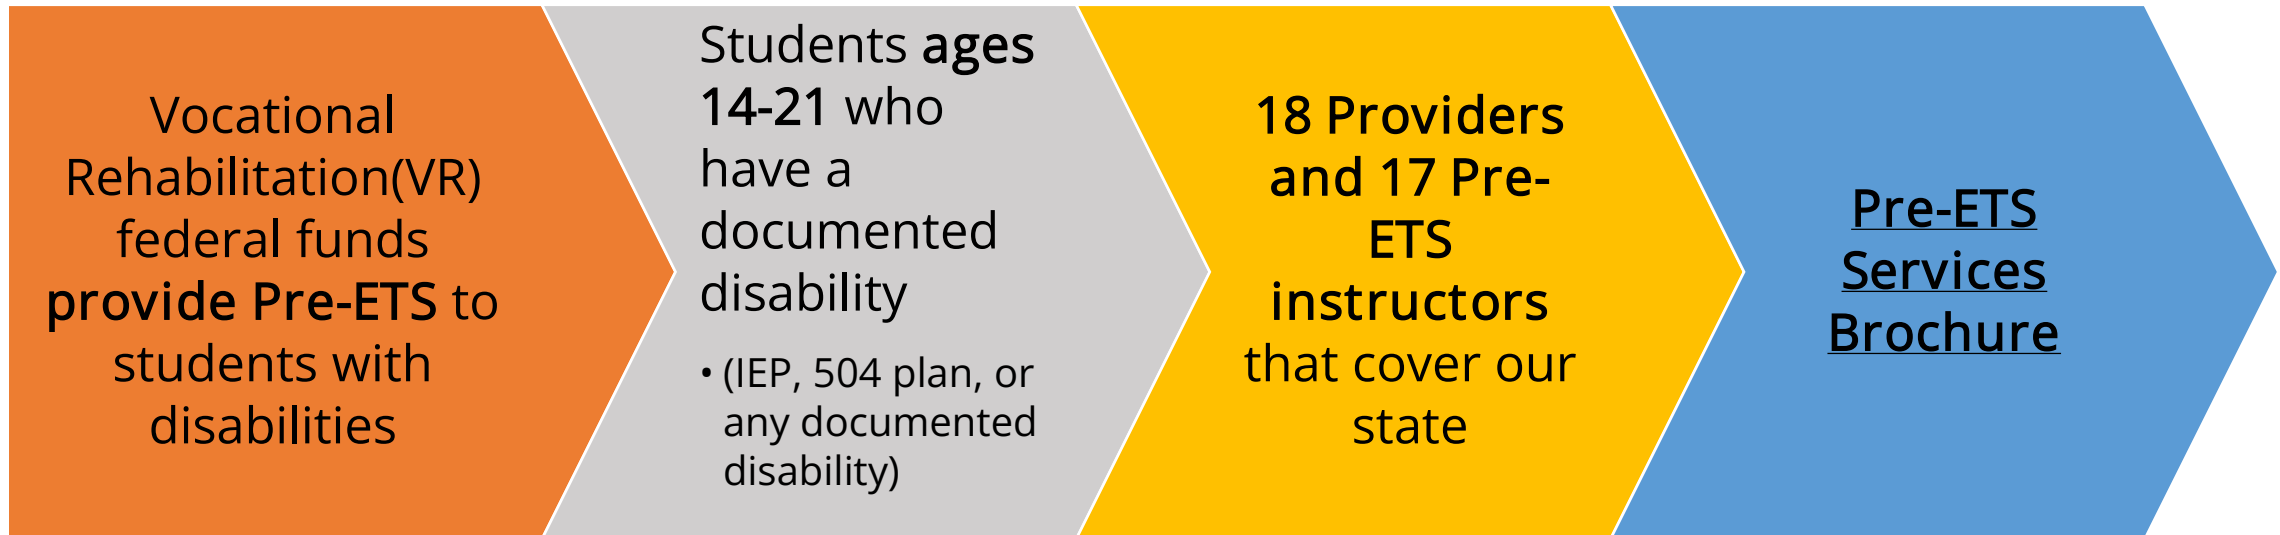 Vocational
Rehabilitation(VR)
federal funds
provide Pre-ETS to
students with
disabilities
Students ages
14-21 who
have a
documented
disability
• (IEP, 504 plan, or
any documented
disability)
18 Providers
and 17 Pre-
ETS
instructors
that cover our
state
Pre-ETS
Services
Brochure